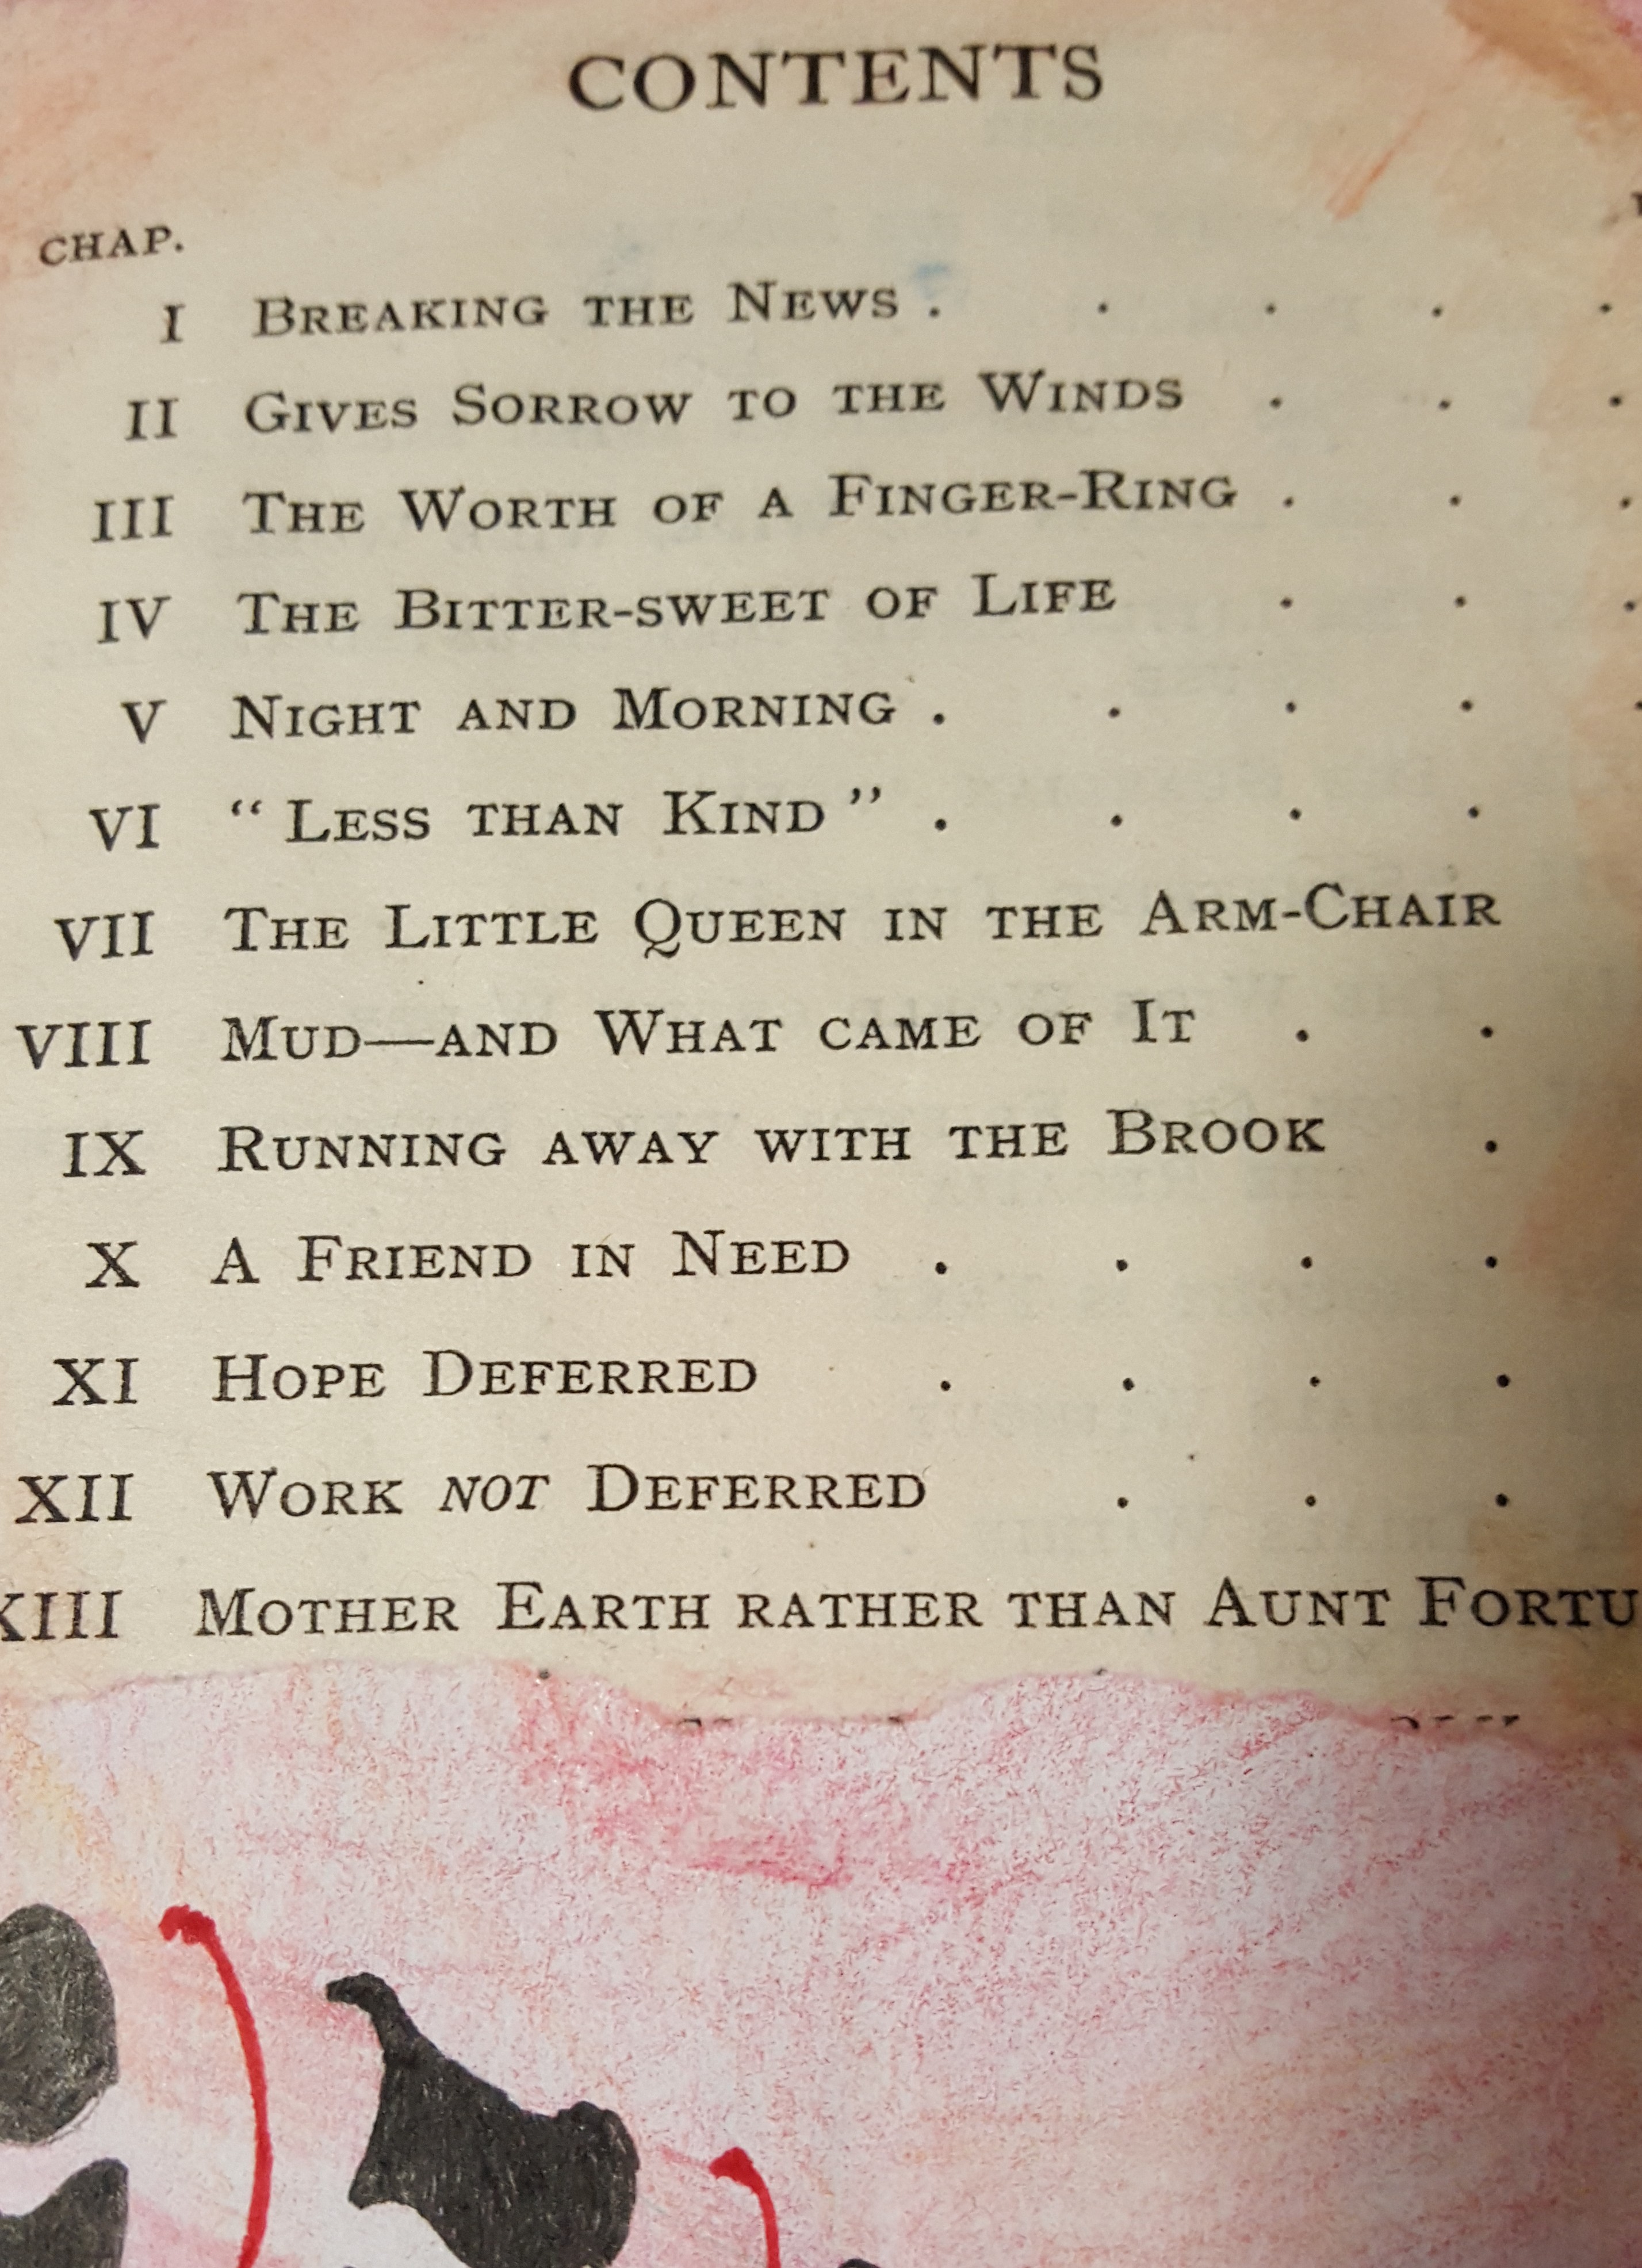 CONTENTS
CHAP.
I BREAKING THE NEWS . . . . .
II GIVES SORROW TO THE WINDS . . .
III THE WORTH OF A FINGER-RING . . .
IV THE BITTER-SWEET OF LIFE . . .
V NIGHT AND MORNING . . . . .
VI “ LESS THAN KIND ” . . . .
VII THE LITTLE QUEEN IN THE ARM-CHAIR
VIII MUD—AND WHAT CAME OF IT . .
IX RUNNING AWAY WITH THE BROOK .
X A FRIEND IN NEED . . . .
XI HOPE DEFERRED . . . .
XII WORK NOT DEFERRED . . .
XIII MOTHER EARTH RATHER THAN AUNT FORTU